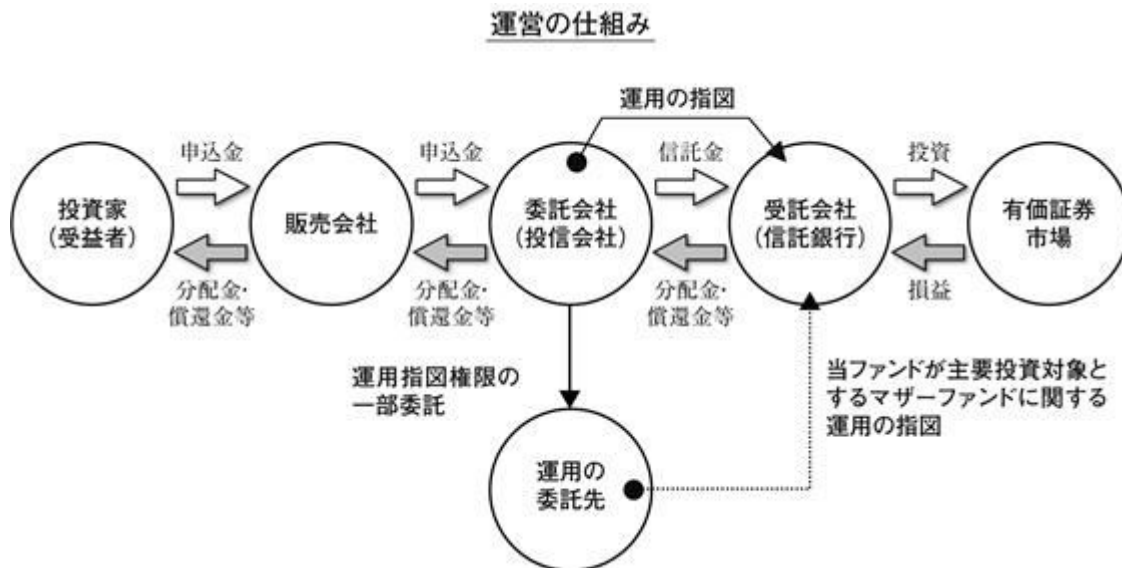 運営の仕組み
運用の指図
申込金
申込金
信託金
投資
投資家
(受益者)
販売会社
委託会社
(投信会社)
受託会社
(信託銀行)
有価証券
市場
分配金・
償還金等
分配金・
償還金等
分配金・
償還金等
損益
運用指図権限の
一部委託
当ファンドが主要投資対象と
するマザーファンドに関する
運用の指図
運用の
委託先